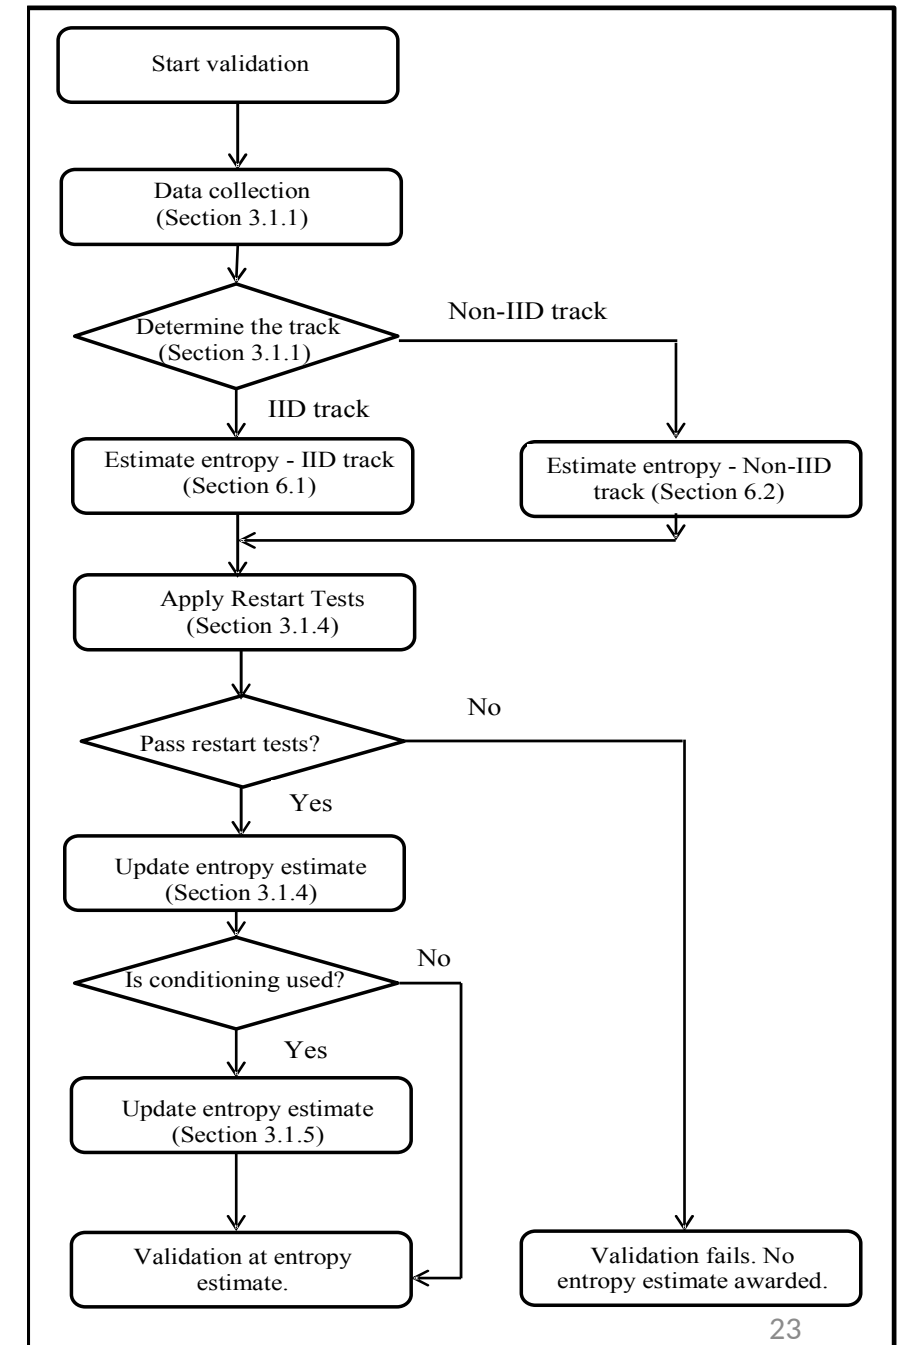 Start validation
Data collection
(Section 3.1.1)
Determine the track
(Section 3.1.1)
Non-IID track
IID track
Estimate entropy - IID track
(Section 6.1)
Estimate entropy - Non-IID
track (Section 6.2)
Apply Restart Tests
(Section 3.1.4)
Pass restart tests?
No
Yes
Update entropy estimate
(Section 3.1.4)
Is conditioning used?
No
Yes
Update entropy estimate
(Section 3.1.5)
Validation at entropy
estimate.
Validation fails. No
entropy estimate awarded.
23